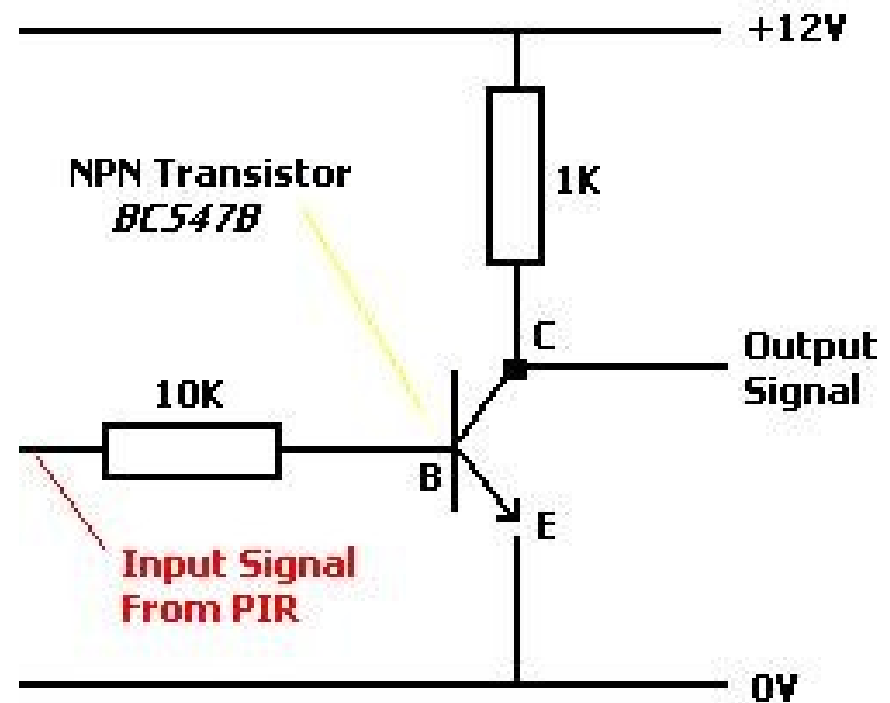 +12V
NPN Transistor
BC547B
1K
C
Output
Signal
10K
B
E
Input Signal
From PIR
0V